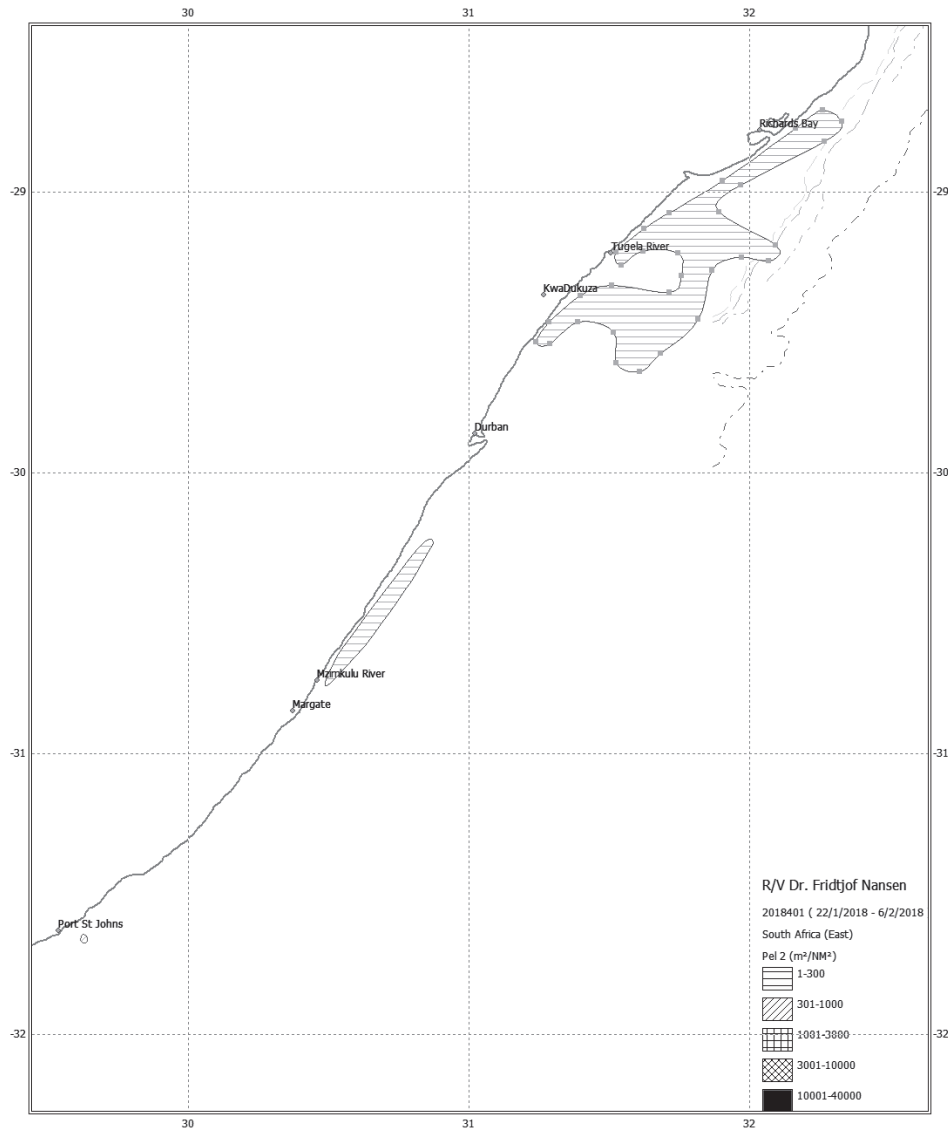 30 31 32
Richards Bay
-29 -29
Tugela River
KwaDukuza
Durban
-30 -30
Mzimkulu River
Margate
-31 -31
R/V Dr. Fridtjof Nansen
2018401 ( 22/1/2018 - 6/2/2018
South Africa (East)
Pel 2 (m²/NM²)
1-300
Port St Johns
301-1000
-32 1001-3000 -32
3001-10000
10001-40000
30 31 32